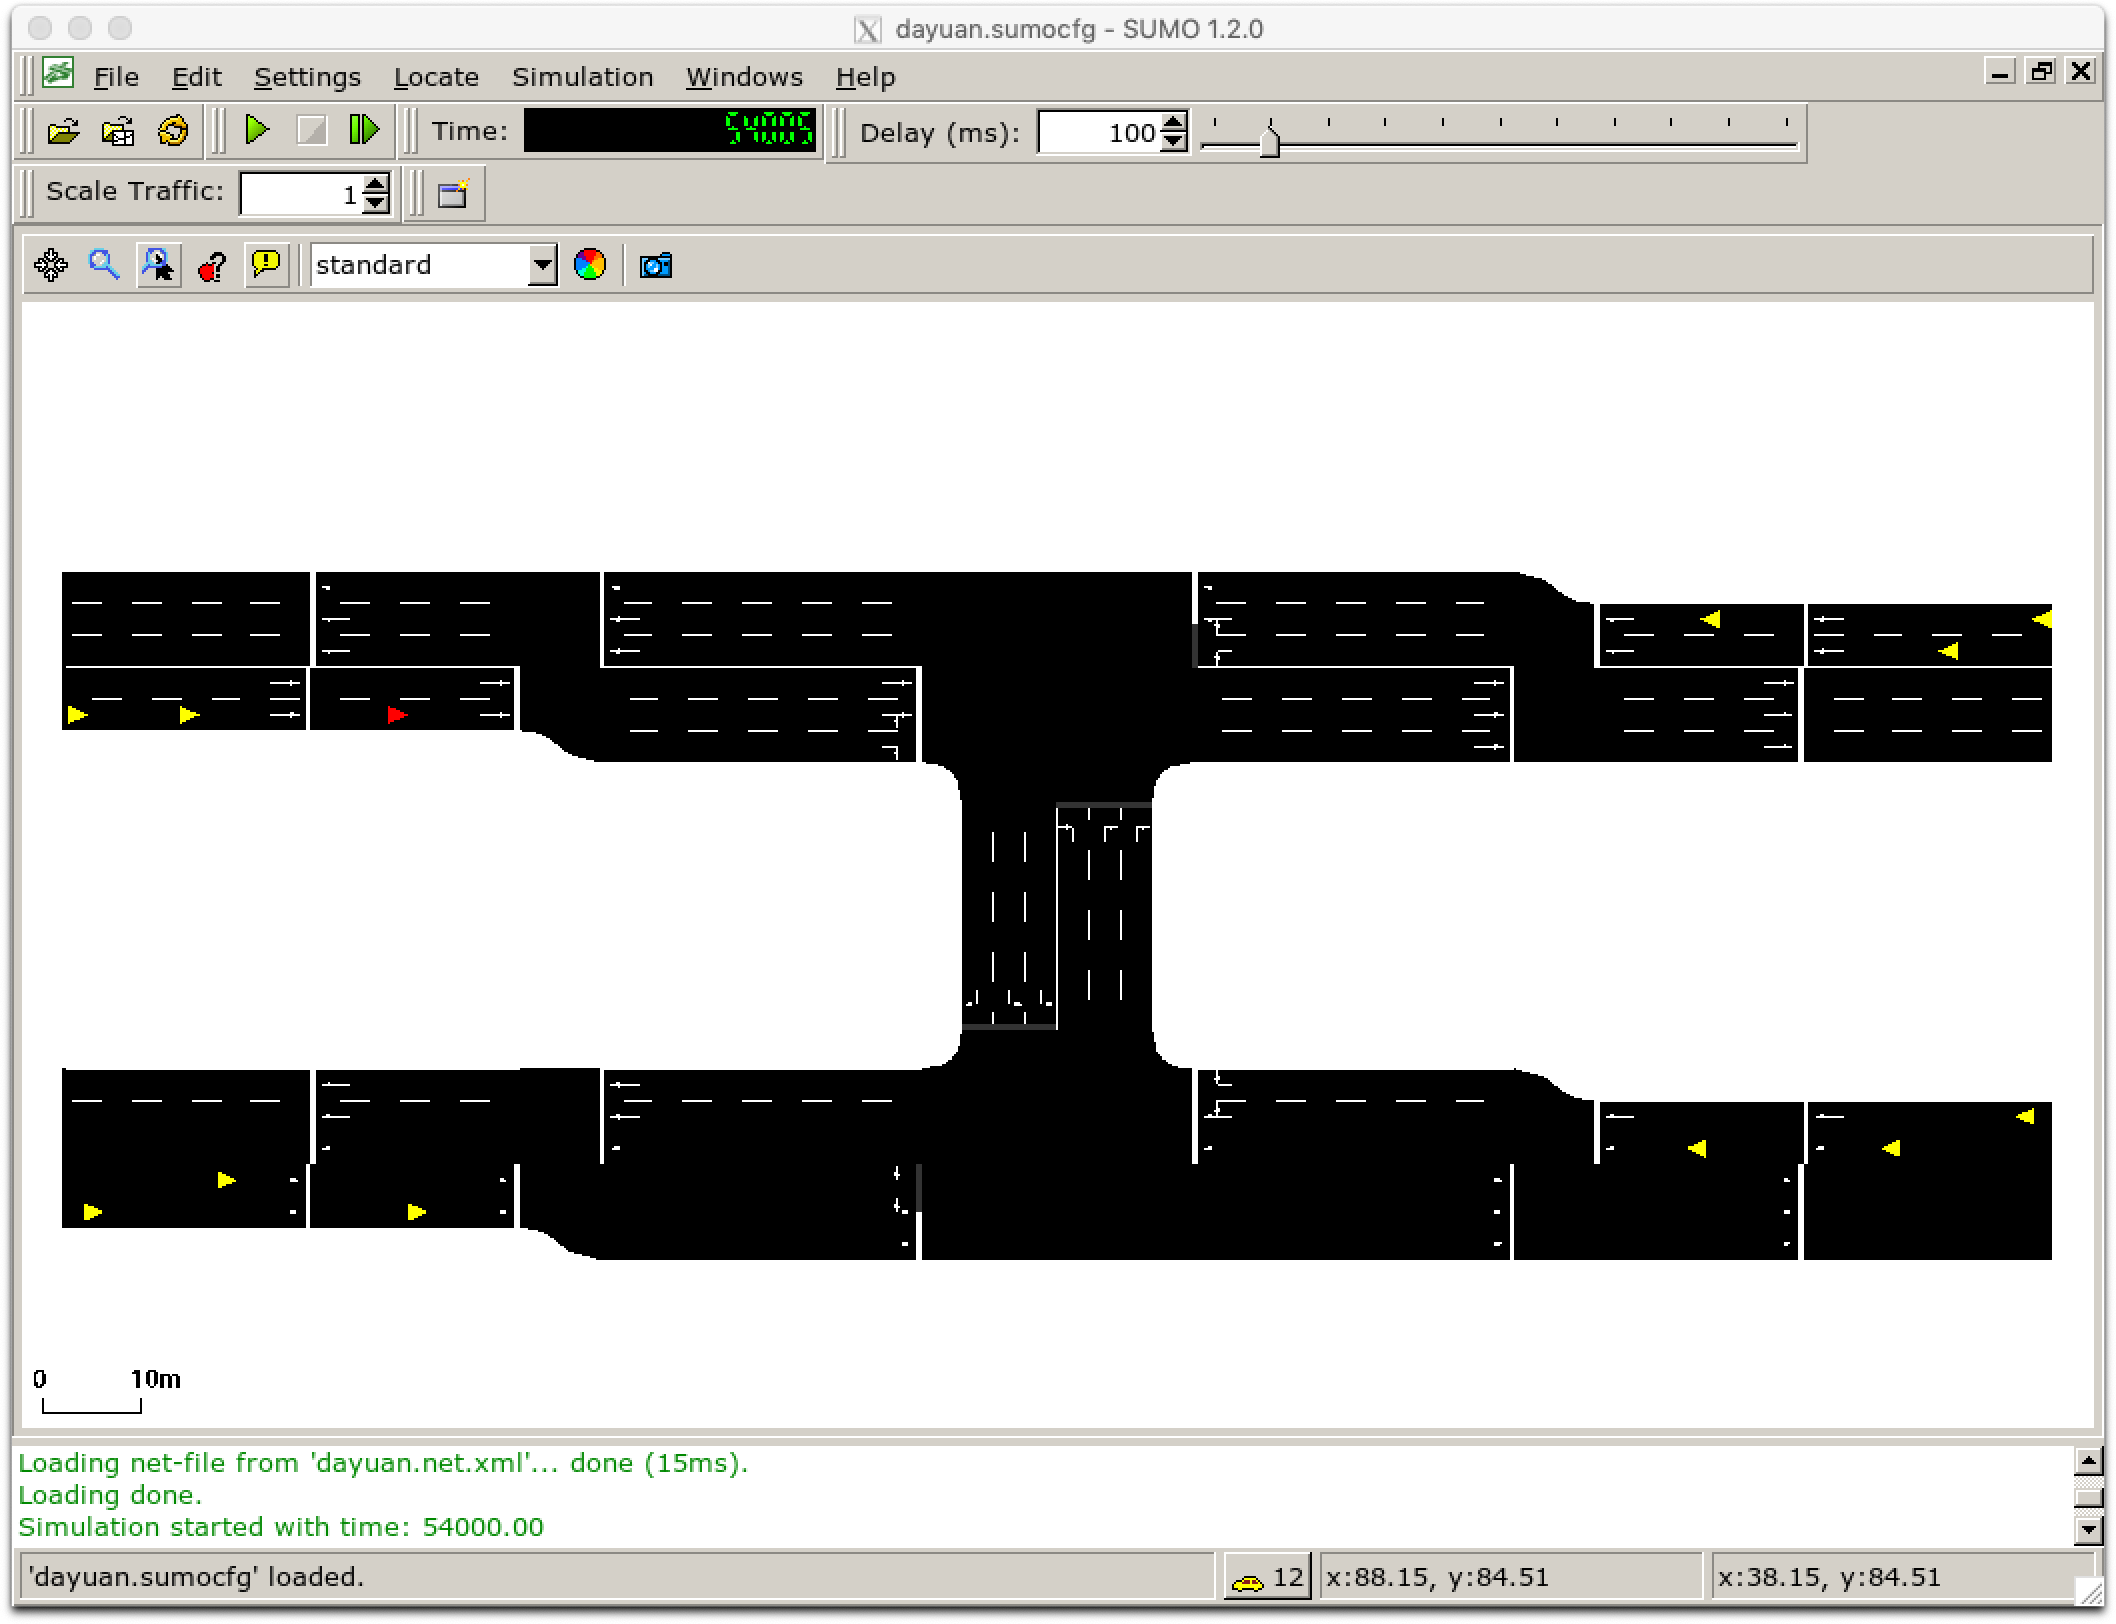 dayuan.sumocfg - SUMO 1.2.0
File Edit Settings Locate Simulation Windows Help
Time: 54005 Delay (ms): 100
Scale Traffic: 1
standard
0 10m
Loading net-file from 'dayuan.net.xml'... done (15ms).
Loading done.
Simulation started with time: 54000.00
'dayuan.sumocfg' loaded. 12 x:88.15, y:84.51 x:38.15, y:84.51